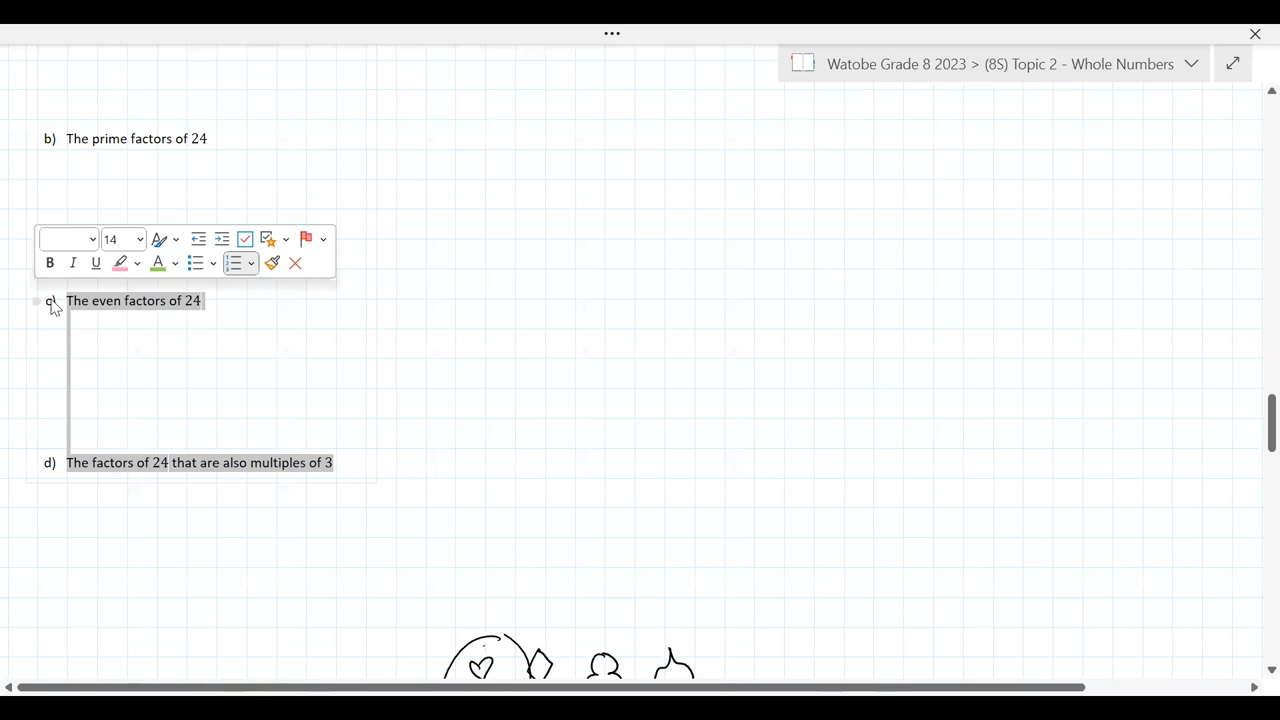 Watobe Grade 8 2023 > (8S) Topic 2 - Whole Numbers
b) The prime factors of 24
14
B I U
c) The even factors of 24
d) The factors of 24 that are also multiples of 3